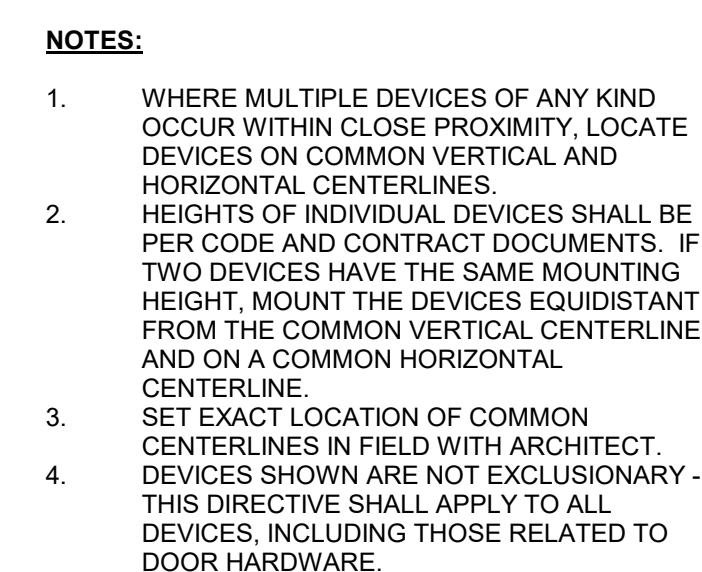 NOTES:
1. WHERE MULTIPLE DEVICES OF ANY KIND
OCCUR WITHIN CLOSE PROXIMITY, LOCATE
DEVICES ON COMMON VERTICAL AND
HORIZONTAL CENTERLINES.
2. HEIGHTS OF INDIVIDUAL DEVICES SHALL BE
PER CODE AND CONTRACT DOCUMENTS.  IF
TWO DEVICES HAVE THE SAME MOUNTING
HEIGHT, MOUNT THE DEVICES EQUIDISTANT
FROM THE COMMON VERTICAL CENTERLINE
AND ON A COMMON HORIZONTAL
CENTERLINE.
3. SET EXACT LOCATION OF COMMON
CENTERLINES IN FIELD WITH ARCHITECT.
4. DEVICES SHOWN ARE NOT EXCLUSIONARY -
THIS DIRECTIVE SHALL APPLY TO ALL
DEVICES, INCLUDING THOSE RELATED TO
DOOR HARDWARE.